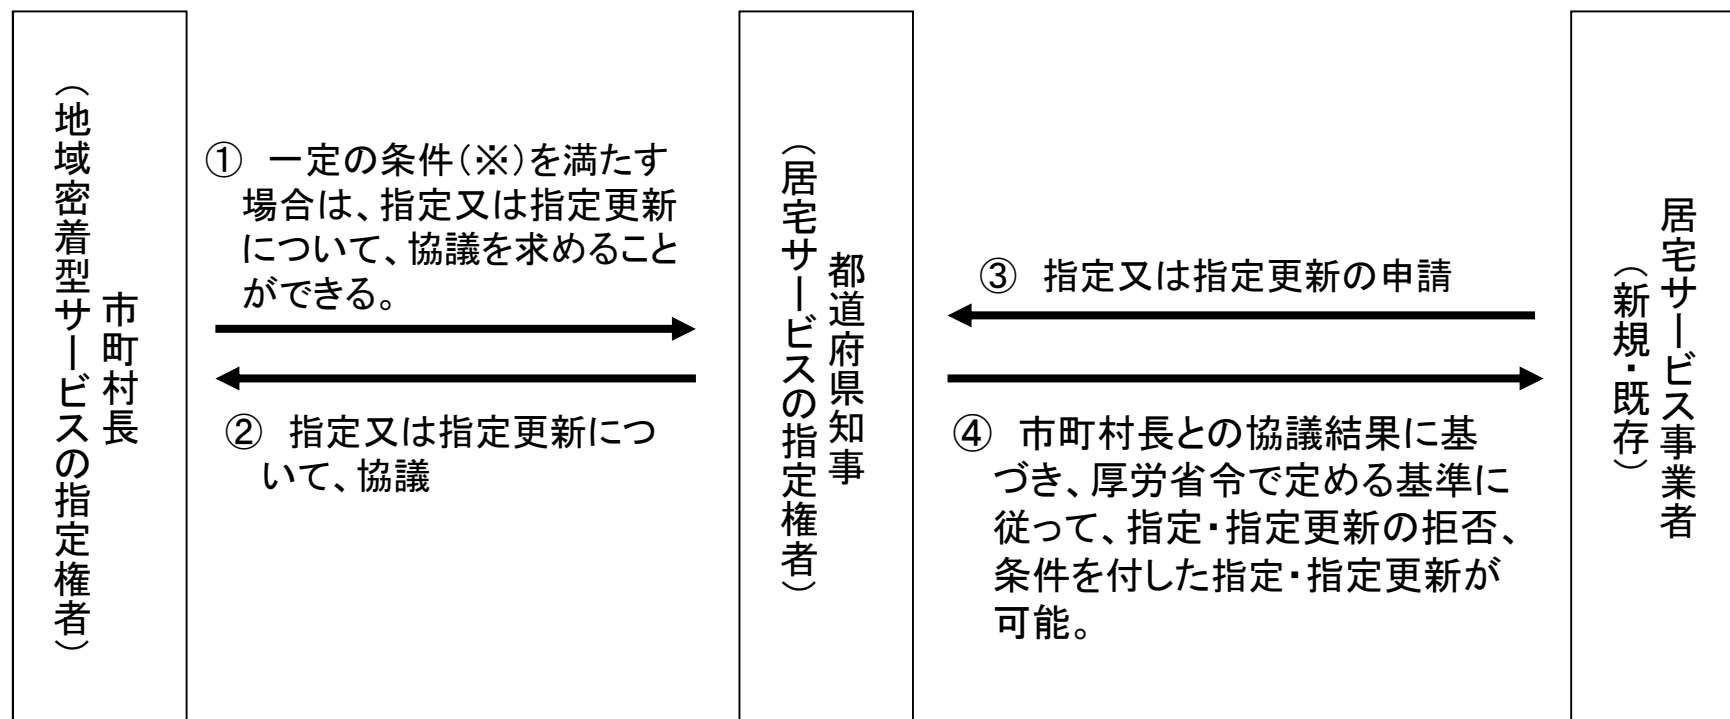 市町村長
（地域密着型サービスの指定権者）
①　一定の条件（※）を満たす
場合は、指定又は指定更新
について、協議を求めること
ができる。
②　指定又は指定更新につ
いて、協議
都道府県知事
（居宅サービスの指定権者）
③　指定又は指定更新の申請
④　市町村長との協議結果に基
づき、厚労省令で定める基準に
従って、指定・指定更新の拒否、
条件を付した指定・指定更新が
可能。
居宅サービス事業者
（新規・既存）